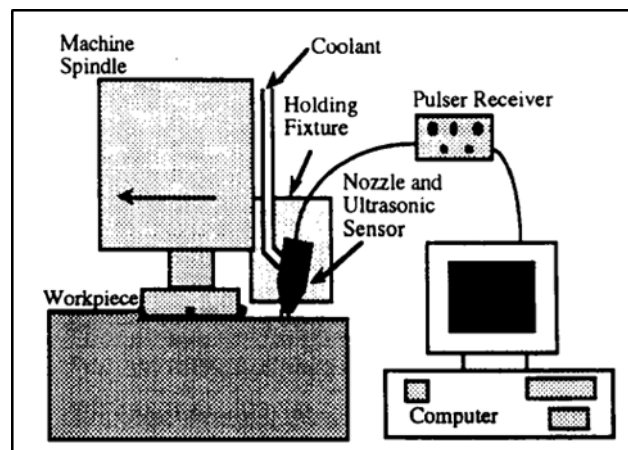 Machine
Spindle
Coolant
Holding
Fixture
Pulser Receiver
Nozzle and
Ultrasonic
Sensor
Workpiece
Computer